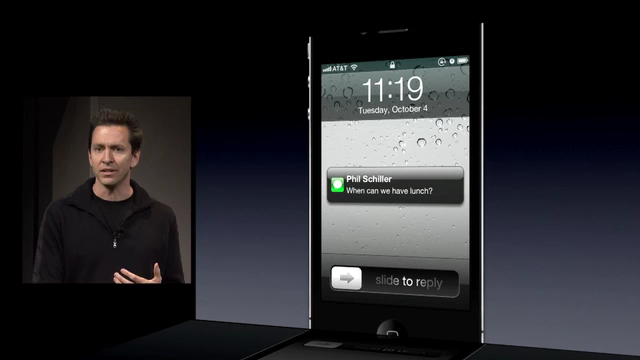 AT&T
11:19
Tuesday, October 4
Phil Schiller
When can we have lunch?
slide to reply